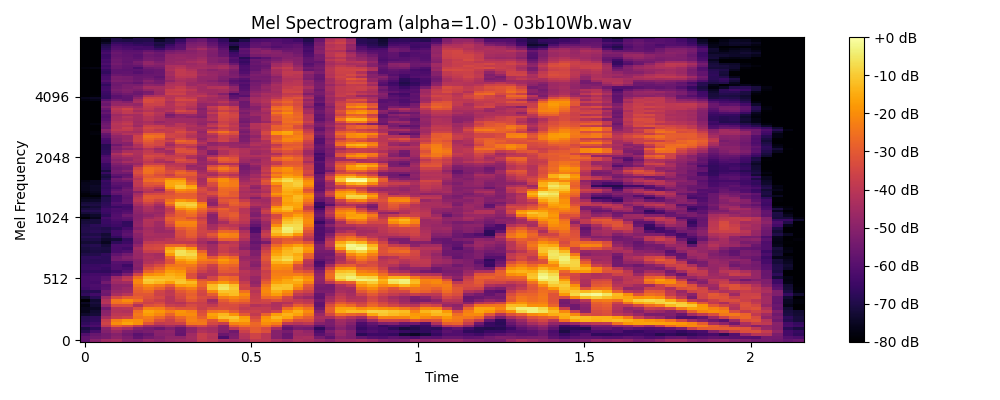 Mel Spectrogram (alpha=1.0) - 03b10Wb.wav
+0 dB
-10 dB
-20 dB
-30 dB
-40 dB
-50 dB
-60 dB
-70 dB
-80 dB
Mel Frequency
4096
2048
1024
512
0
0 0.5 1 1.5 2
Time